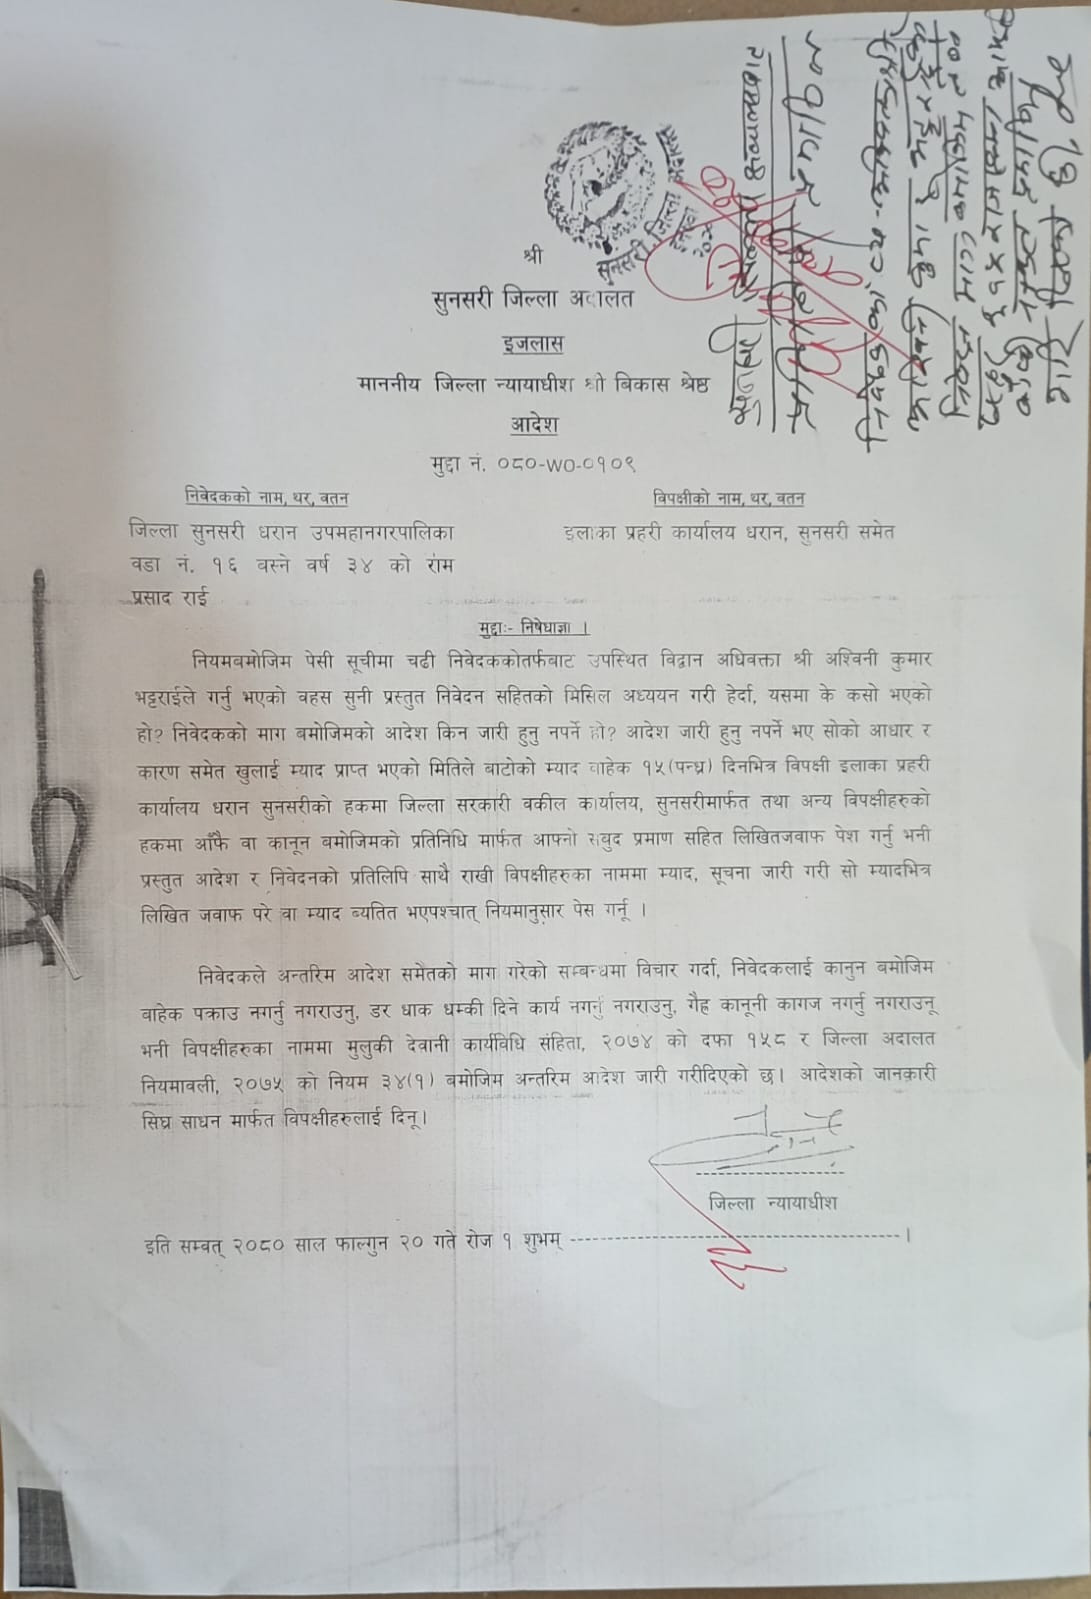 श्री
सुनसरी जिल्ला अदालत
इजलास
माननीय जिल्ला न्यायाधीश श्री बिकास श्रेष्ठ
आदेश
मुद्दा नं. ०८०-WO-०१०९
निवेदकको नाम, थर, वतन
जिल्ला सुनसरी धरान उपमहानगरपालिका
वडा नं. १६ बस्ने वर्ष ३४ को राम
प्रसाद राई
विपक्षीको नाम, थर, वतन
इलाका प्रहरी कार्यालय धरान, सुनसरी समेत
मुद्दाः- निषेधाज्ञा ।
नियमबमोजिम पेसी सूचीमा चढी निवेदककोतर्फबाट उपस्थित विद्वान अधिवक्ता श्री अश्विनी कुमार
भट्टराईले गर्नु भएको वहस सुनी प्रस्तुत निवेदन सहितको मिसिल अध्ययन गरी हेर्दा, यसमा के कसो भएको
हो? निवेदकको माग बमोजिमको आदेश किन जारी हुनु नपर्ने हो? आदेश जारी हुनु नपर्ने भए सोको आधार र
कारण समेत खुलाई म्याद प्राप्त भएको मितिले बाटोको म्याद वाहेक १५(पन्ध्र) दिनभित्र विपक्षी इलाका प्रहरी
कार्यालय धरान सुनसरीको हकमा जिल्ला सरकारी वकील कार्यालय, सुनसरीमार्फत तथा अन्य विपक्षीहरुको
हकमा आँफै वा कानून बमोजिमको प्रतिनिधि मार्फत आफ्नो सबुद प्रमाण सहित लिखितजवाफ पेश गर्नु भनी
प्रस्तुत आदेश र निवेदनको प्रतिलिपि साथै राखी विपक्षीहरुका नाममा म्याद, सूचना जारी गरी सो म्यादभित्र
लिखित जवाफ परे वा म्याद ब्यतित भएपश्चात् नियमानुसार पेस गर्नू ।
निवेदकले अन्तरिम आदेश समेतको माग गरेको सम्बन्धमा विचार गर्दा, निवेदकलाई कानुन बमोजिम
वाहेक पक्राउ नगर्नु नगराउनु, डर धाक धम्की दिने कार्य नगर्नु नगराउनु, गैह्र कानूनी कागज नगर्नु नगराउनू
भनी विपक्षीहरुका नाममा मुलुकी देवानी कार्यविधि संहिता, २०७४ को दफा १५८ र जिल्ला अदालत
नियमावली, २०७५ को नियम ३४(१) बमोजिम अन्तरिम आदेश जारी गरीदिएको छ। आदेशको जानकारी
सिघ्र साधन मार्फत विपक्षीहरुलाई दिनू।
जिल्ला न्यायाधीश
इति सम्वत् २०८० साल फाल्गुन २० गते रोज १ शुभम् ---------------------------------------।